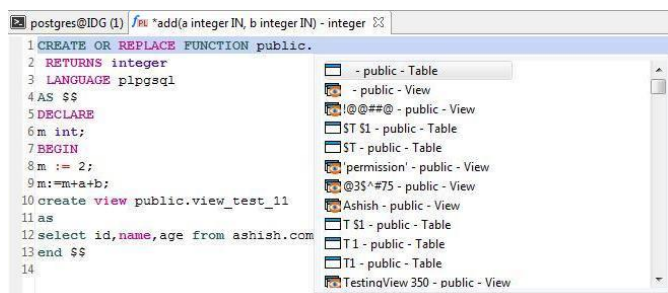 postgres@IDG (1) *add(a integer IN, b integer IN) - integer
1 CREATE OR REPLACE FUNCTION public.
2 RETURNS integer
3 LANGUAGE plpgsql
4 AS $$
5 DECLARE
6 m int;
7 BEGIN
8 m := 2;
9 m:=m+a+b;
10 create view public.view_test_11
11 as
12 select id,name,age from ashish.com
13 end $$
14
- public - Table
- public - View
!@@##@ - public - View
$T $1 - public - Table
$T - public - Table
'permission' - public - View
@3$^#75 - public - View
Ashish - public - View
T $1 - public - Table
T 1 - public - Table
T1 - public - Table
TestingView 350 - public - View